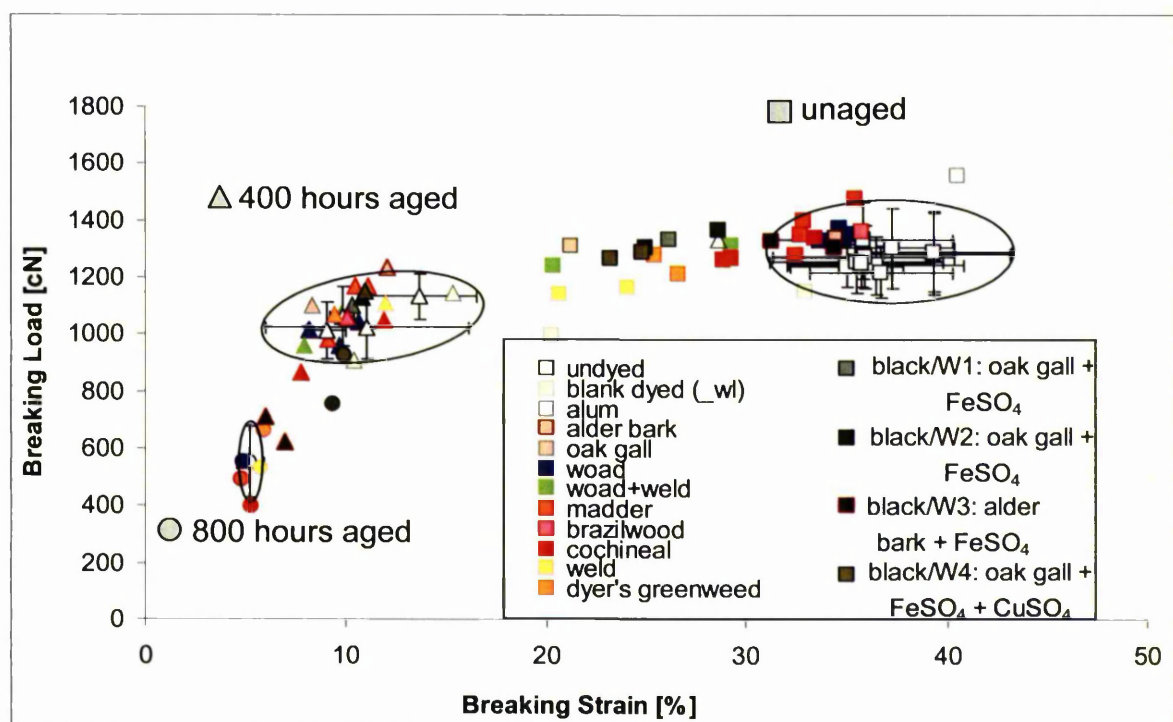 1800
1600
1400
1200
1000
800
600
400
200
0
Breaking Load [cN]
unaged
400 hours aged
800 hours aged
undyed
blank dyed (_wl)
alum
alder bark
oak gall
woad
woad+weld
madder
brazilwood
cochineal
weld
dyer's greenweed
black/W1: oak gall +
FeSO₄
black/W2: oak gall +
FeSO₄
black/W3: alder
bark + FeSO₄
black/W4: oak gall +
FeSO₄ + CuSO₄
0 10 20 30 40 50
Breaking Strain [%]